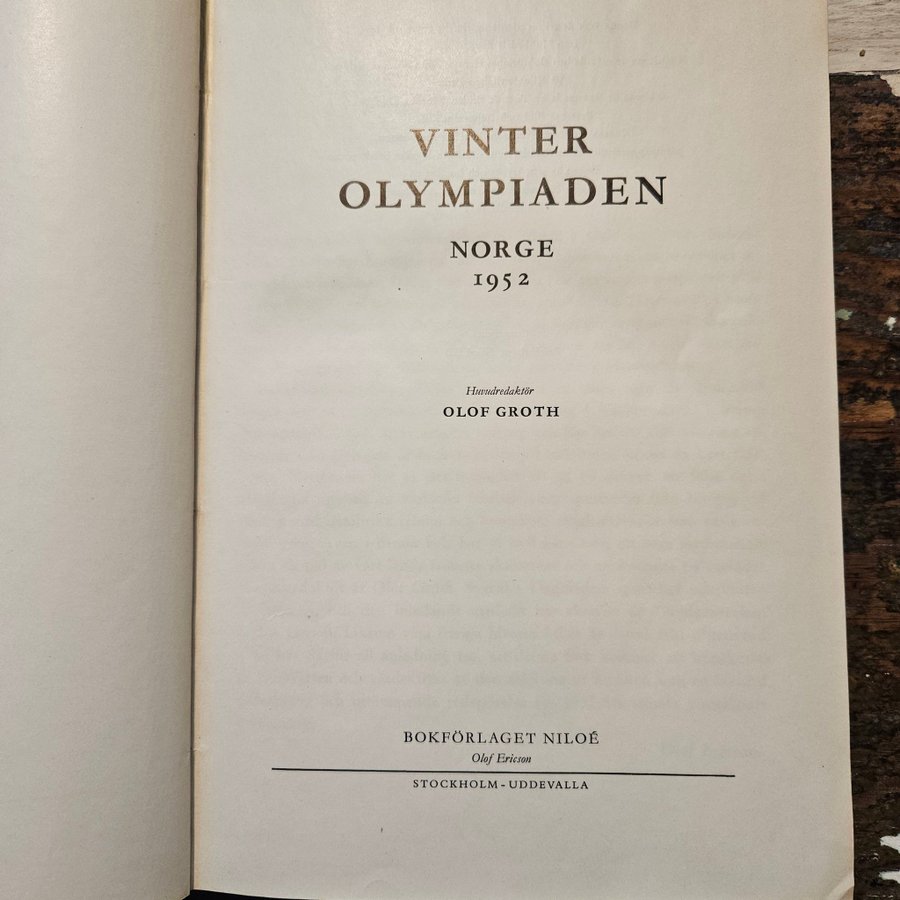 VINTER
OLYMPIADEN
NORGE
1952
Huvudredaktör
OLOF GROTH
BOKFÖRLAGET NILOÉ
Olof Ericson
STOCKHOLM - UDDEVALLA